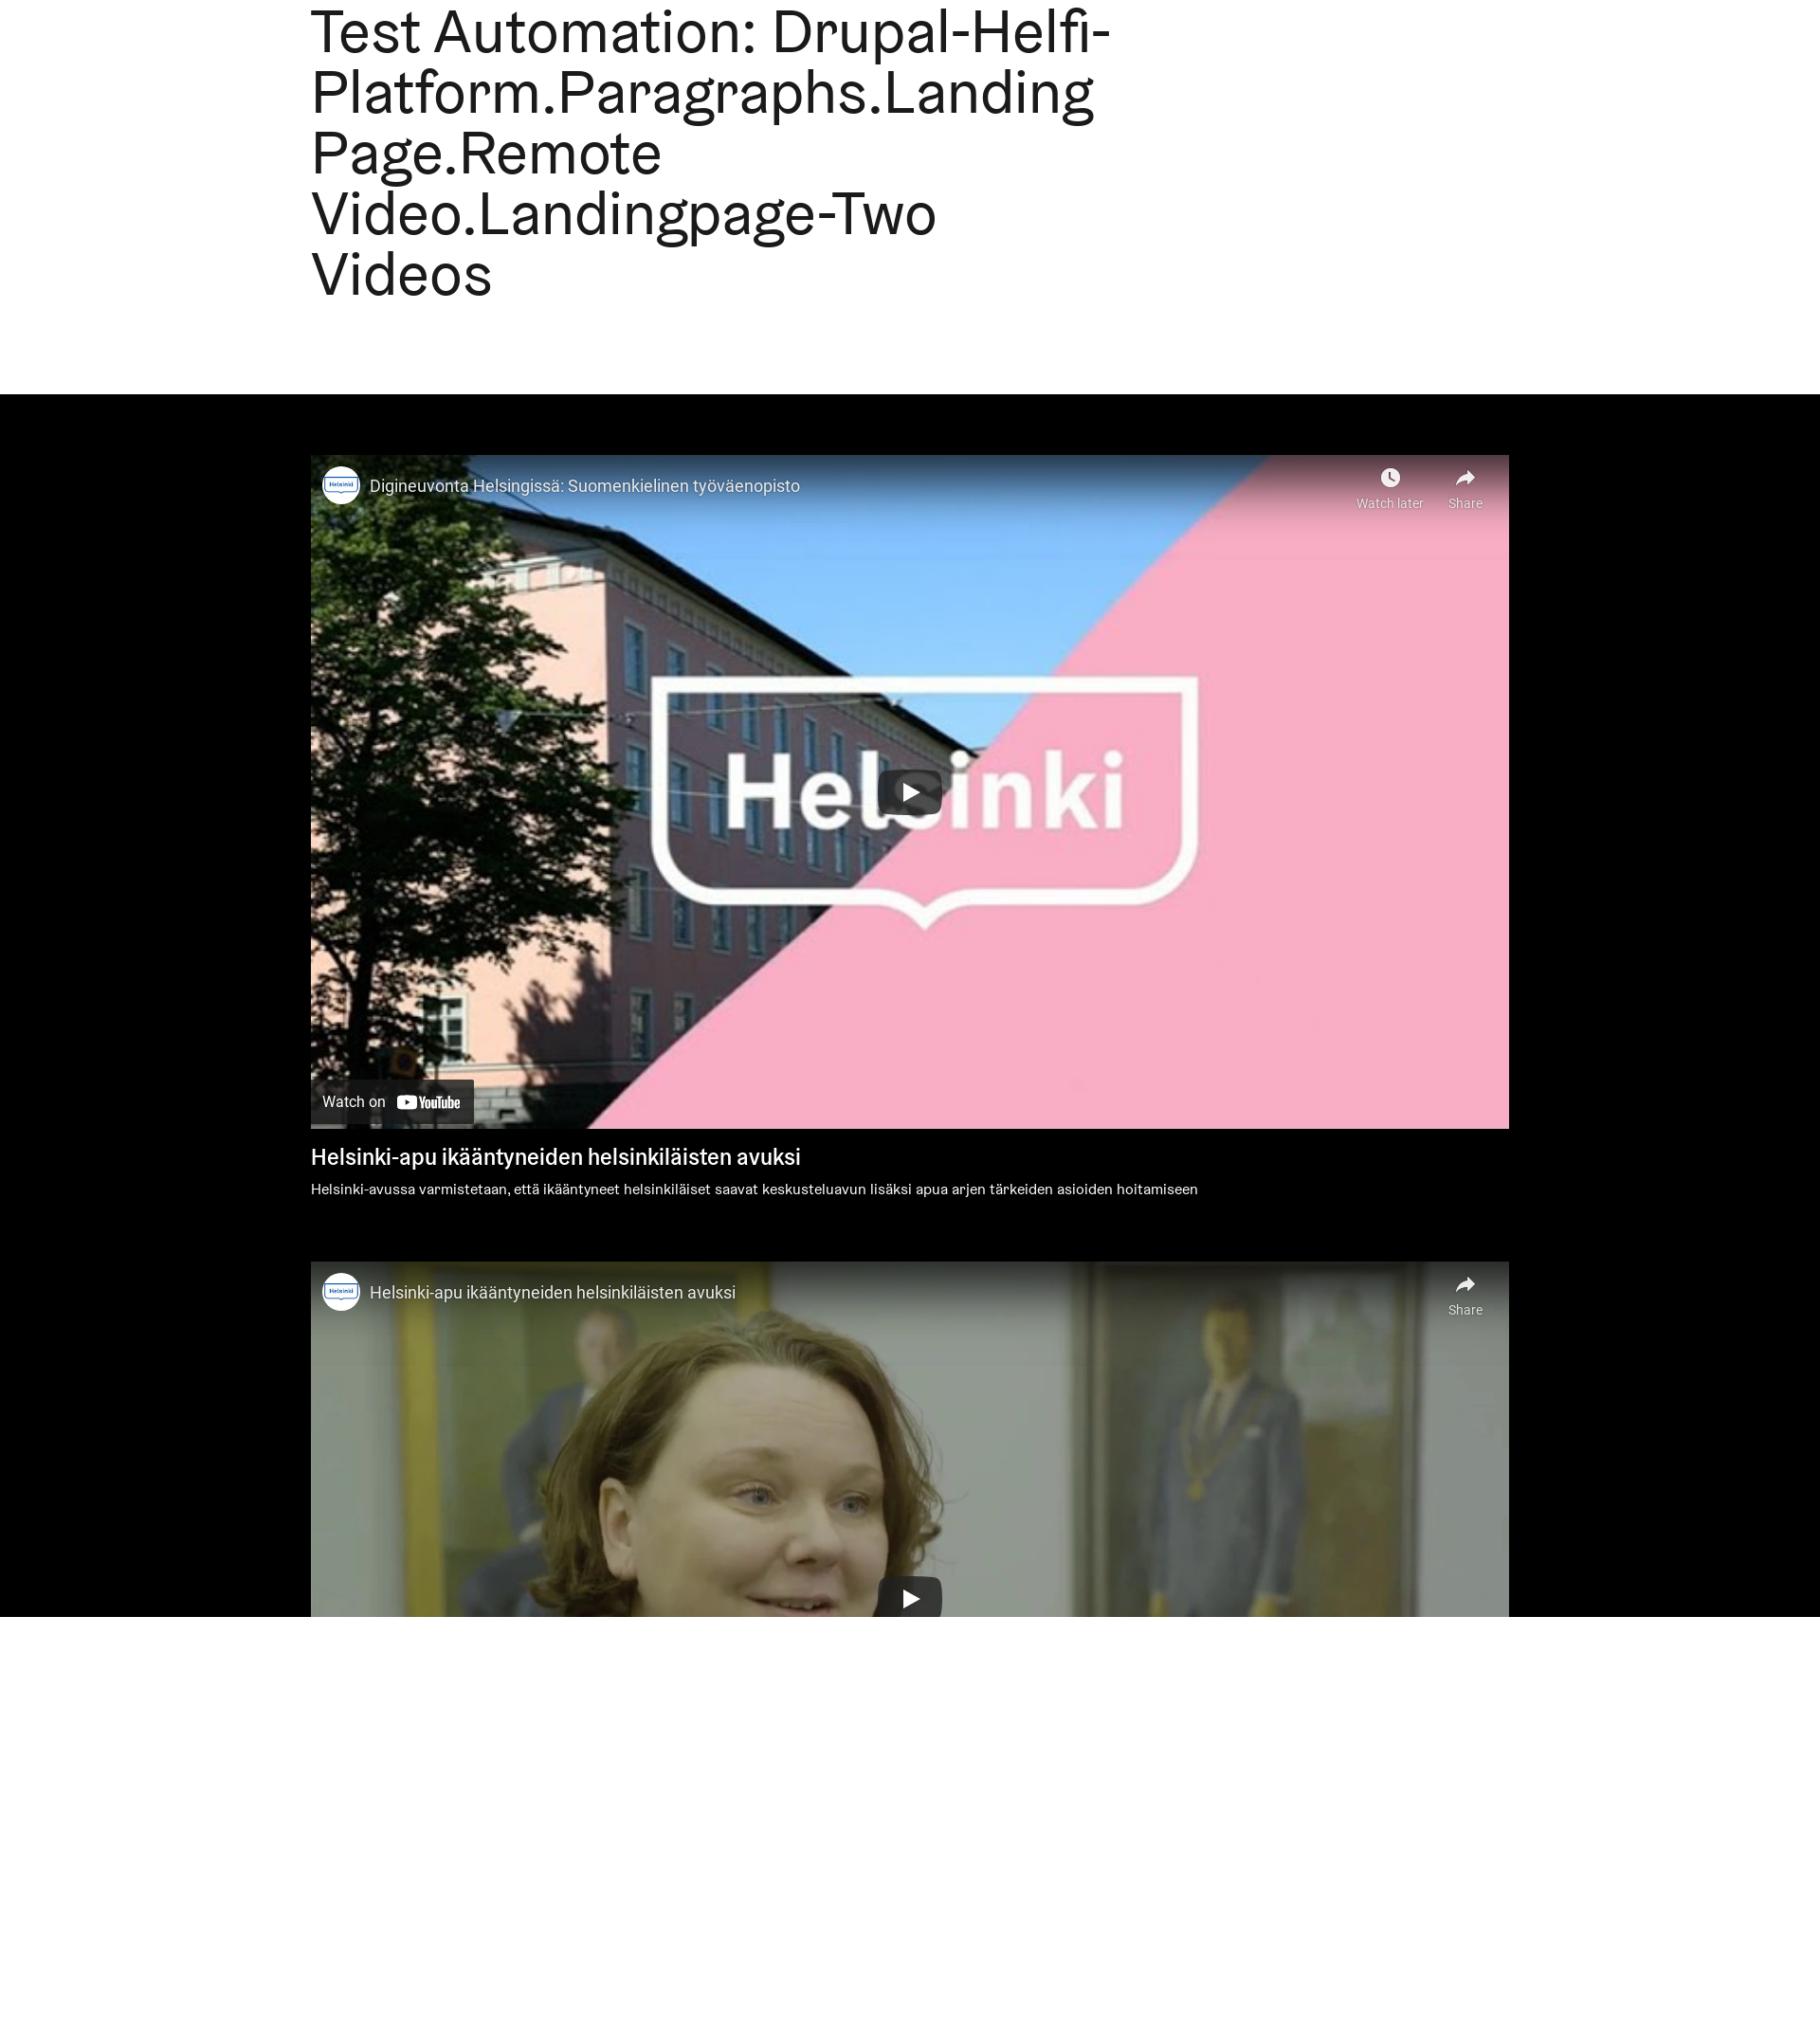 Test Automation: Drupal-Helfi-
Platform.Paragraphs.Landing
Page.Remote
Video.Landingpage-Two
Videos
Helsinki
Digineuvonta Helsingissä: Suomenkielinen työväenopisto
Watch later
Share
Helsinki
Watch on YouTube
Helsinki-apu ikääntyneiden helsinkiläisten avuksi
Helsinki-avussa varmistetaan, että ikääntyneet helsinkiläiset saavat keskusteluavun lisäksi apua arjen tärkeiden asioiden hoitamiseen
Helsinki
Helsinki-apu ikääntyneiden helsinkiläisten avuksi
Share